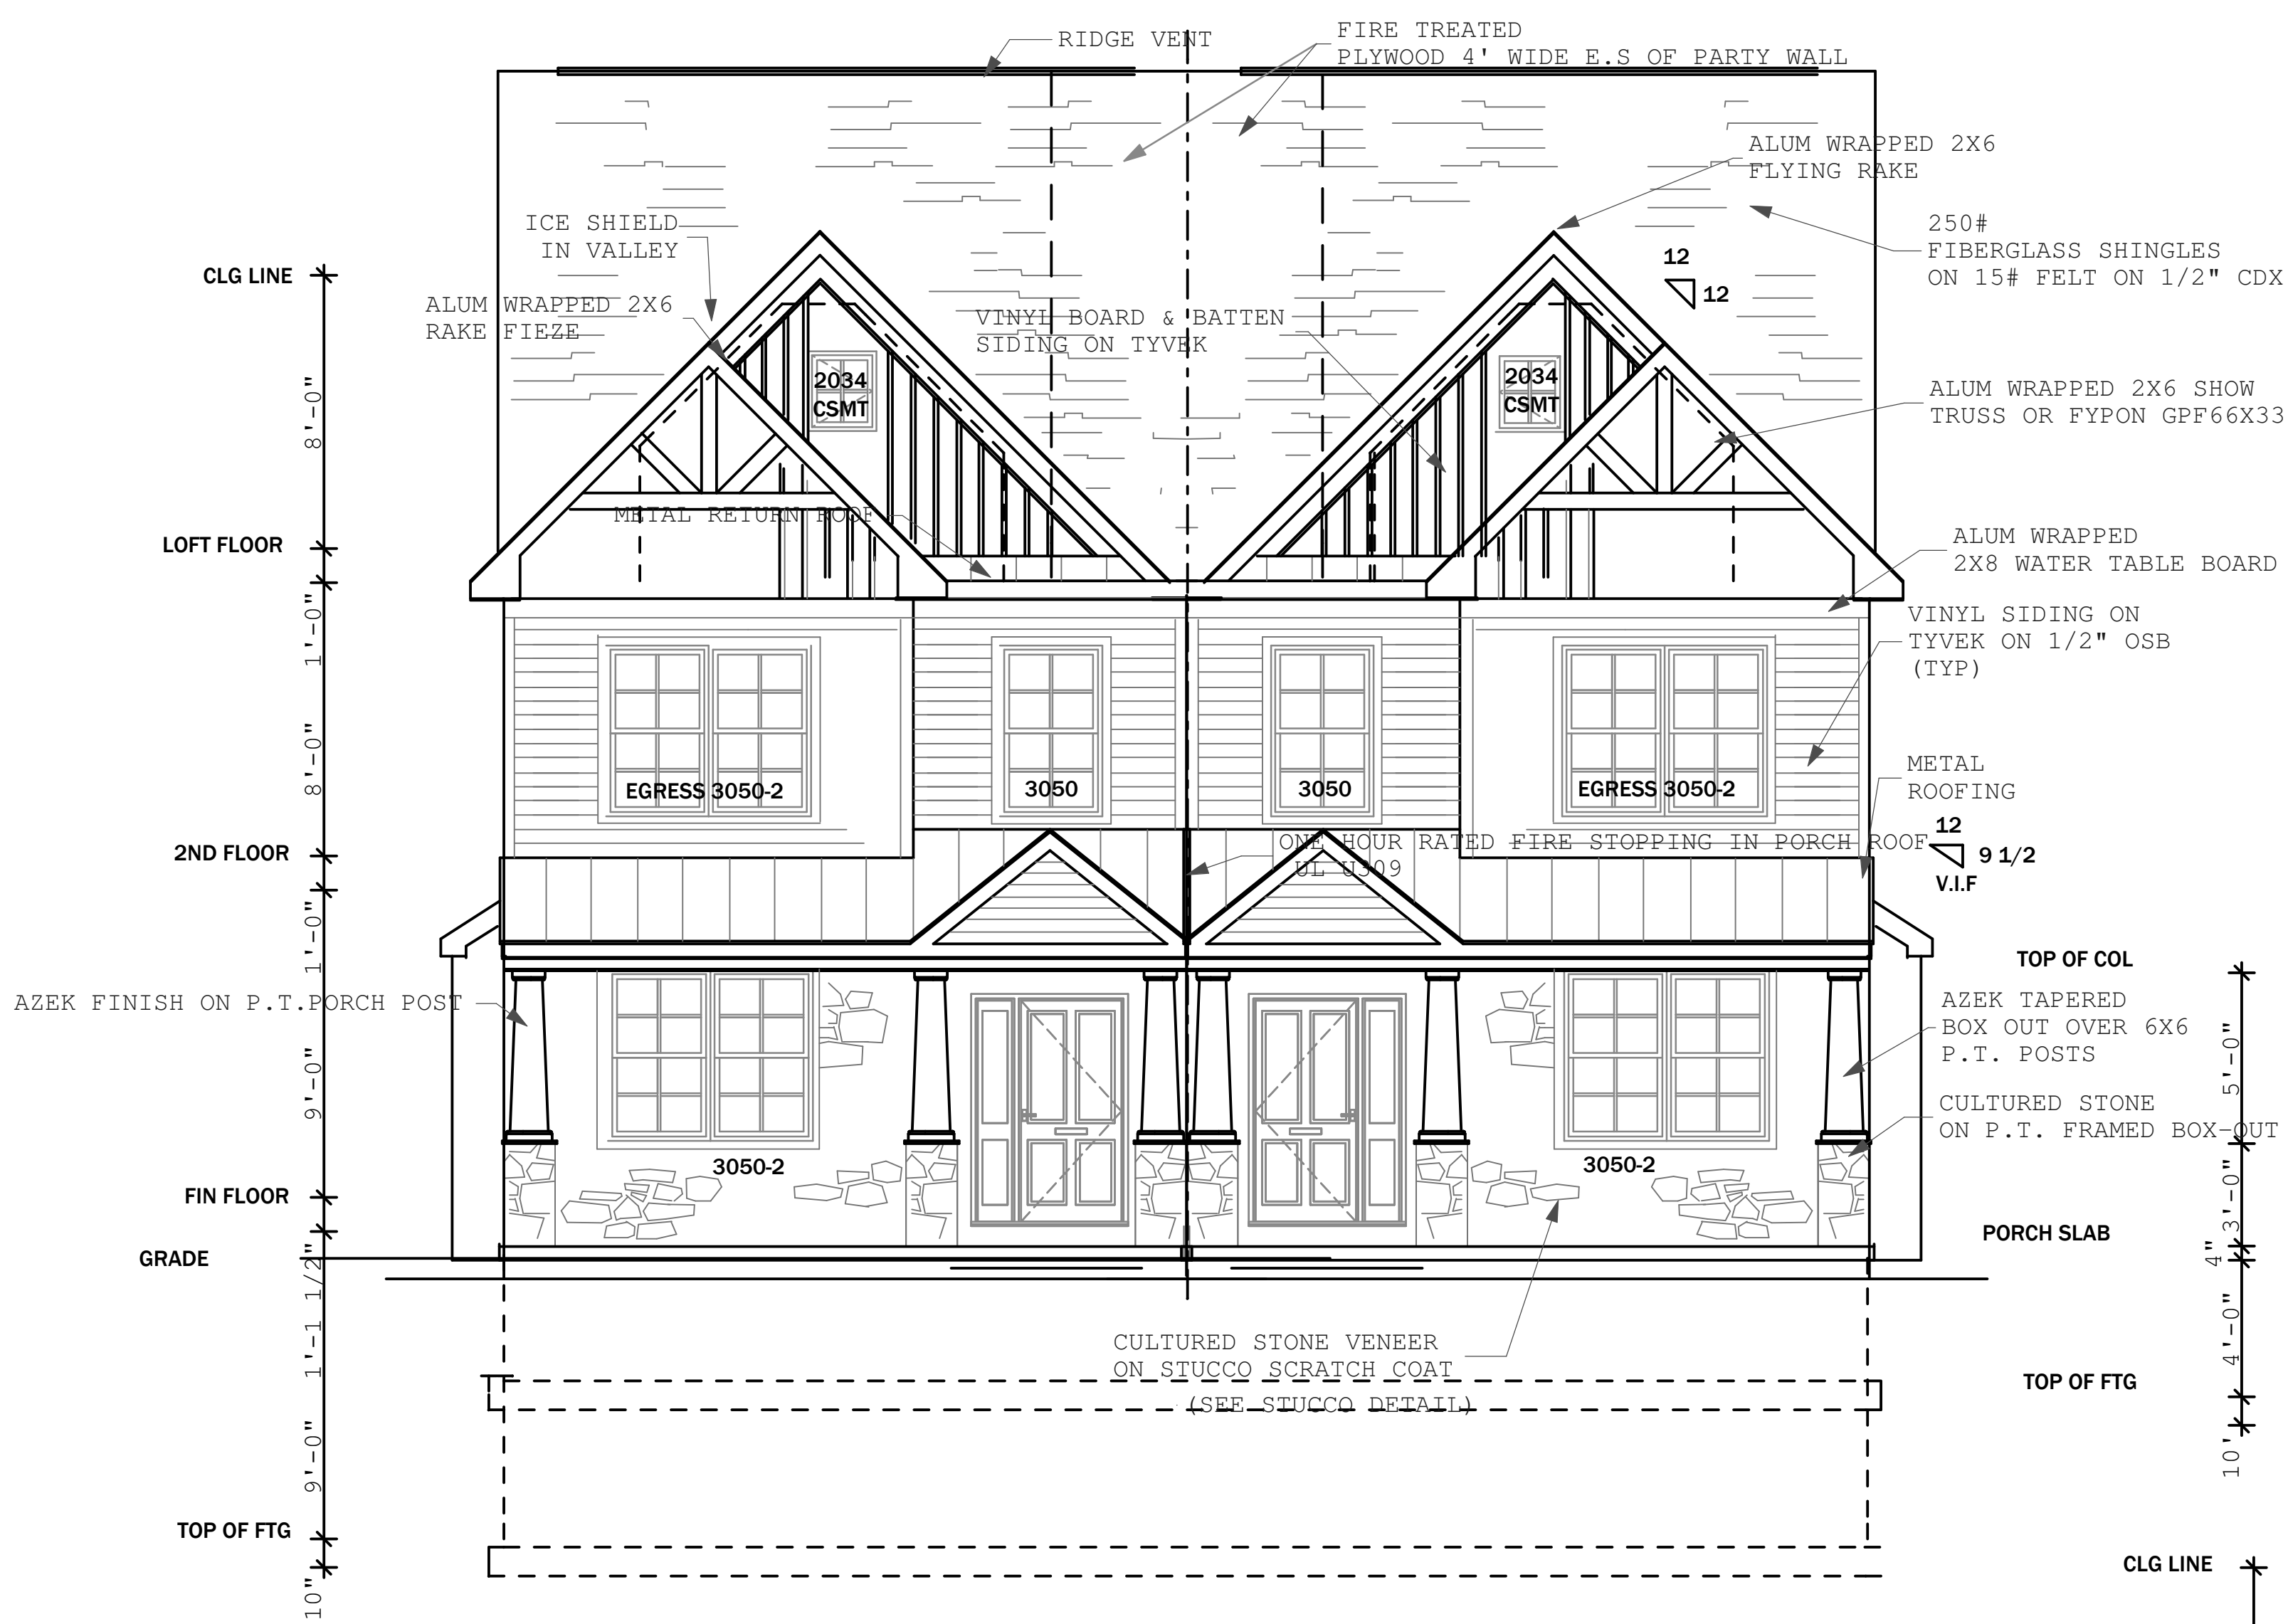 RIDGE VENT
FIRE TREATED
PLYWOOD 4' WIDE E.S OF PARTY WALL
ALUM WRAPPED 2X6
FLYING RAKE
ICE SHIELD
IN VALLEY
250#
FIBERGLASS SHINGLES
ON 15# FELT ON 1/2" CDX
12
12
CLG LINE
ALUM WRAPPED 2X6
RAKE FIEZE
VINYL BOARD & BATTEN
SIDING ON TYVEK
2034
CSMT
2034
CSMT
ALUM WRAPPED 2X6 SHOW
TRUSS OR FYPON GPF66X33
8'-0"
METAL RETURN ROOF
LOFT FLOOR
ALUM WRAPPED
2X8 WATER TABLE BOARD
1'-0"
VINYL SIDING ON
TYVEK ON 1/2" OSB
(TYP)
8'-0"
EGRESS 3050-2
3050
3050
EGRESS 3050-2
METAL
ROOFING
2ND FLOOR
ONE HOUR RATED FIRE STOPPING IN PORCH ROOF
UL U309
12
9 1/2
V.I.F
1'-0"
TOP OF COL
AZEK FINISH ON P.T.PORCH POST
AZEK TAPERED
BOX OUT OVER 6X6
P.T. POSTS
5'-0"
9'-0"
CULTURED STONE
ON P.T. FRAMED BOX-OUT
3050-2
3050-2
FIN FLOOR
3'-0"
PORCH SLAB
GRADE
4"
1'-1 1/2"
4'-0"
CULTURED STONE VENEER
ON STUCCO SCRATCH COAT
(SEE STUCCO DETAIL)
TOP OF FTG
10'
9'-0"
TOP OF FTG
10"
CLG LINE